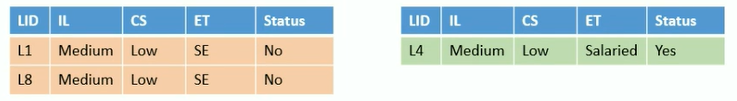 LID IL CS ET Status
L1 Medium Low SE No
L8 Medium Low SE No
LID IL CS ET Status
L4 Medium Low Salaried Yes